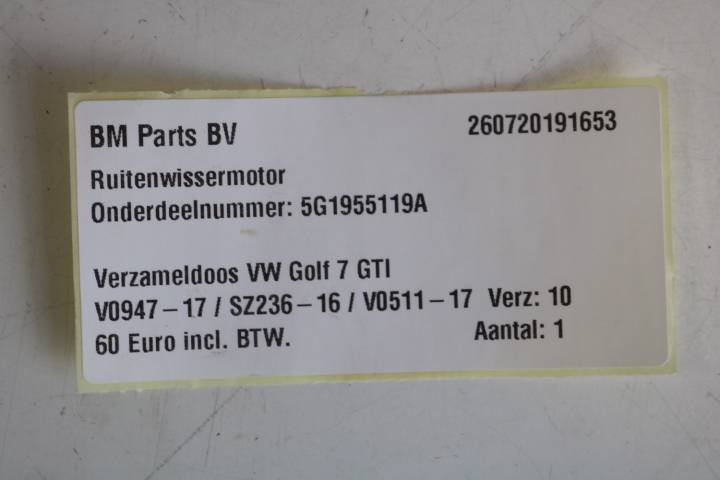 BM Parts BV 260720191653
Ruitenwissermotor
Onderdeelnummer: 5G1955119A
Verzameldoos VW Golf 7 GTI
V0947-17 / SZ236-16 / V0511-17 Verz: 10
60 Euro incl. BTW. Aantal: 1